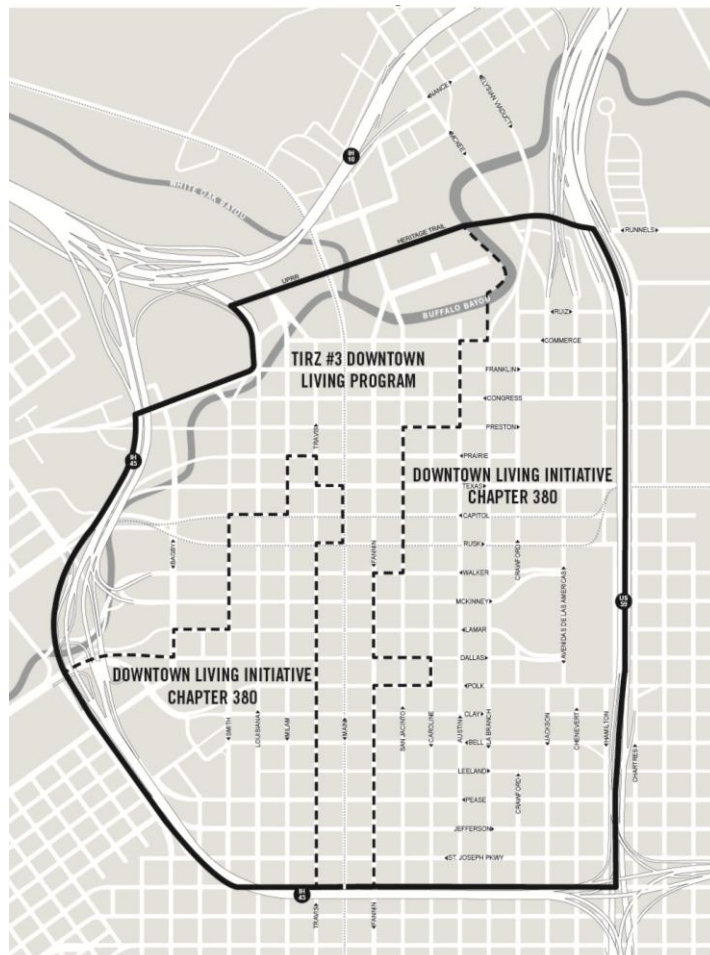 NANCE
ELYSIAN VIADUCT
MCKEE
IH
10
WHITE OAK BAYOU
HERITAGE TRAIL
UPRR
RUNNELS
BUFFALO BAYOU
RUIZ
COMMERCE
TIRZ #3 DOWNTOWN
LIVING PROGRAM
FRANKLIN
CONGRESS
TRAVIS
PRESTON
PRAIRIE
IH
45
DOWNTOWN LIVING INITIATIVE
CHAPTER 380
TEXAS
CAPITOL
BAGBY
FANNIN
RUSK
CRAWFORD
WALKER
AVENIDAS DE LAS AMERICAS
MCKINNEY
US
59
LAMAR
DALLAS
DOWNTOWN LIVING INITIATIVE
CHAPTER 380
POLK
SMITH
LOUISIANA
MILAM
MAIN
SAN JACINTO
CAROLINE
AUSTIN
CLAY
LA BRANCH
BELL
JACKSON
CHENEVERT
HAMILTON
CHARTRES
LEELAND
CRAWFORD
PEASE
JEFFERSON
ST. JOSEPH PKWY
IH
45
TRAVIS
FANNIN